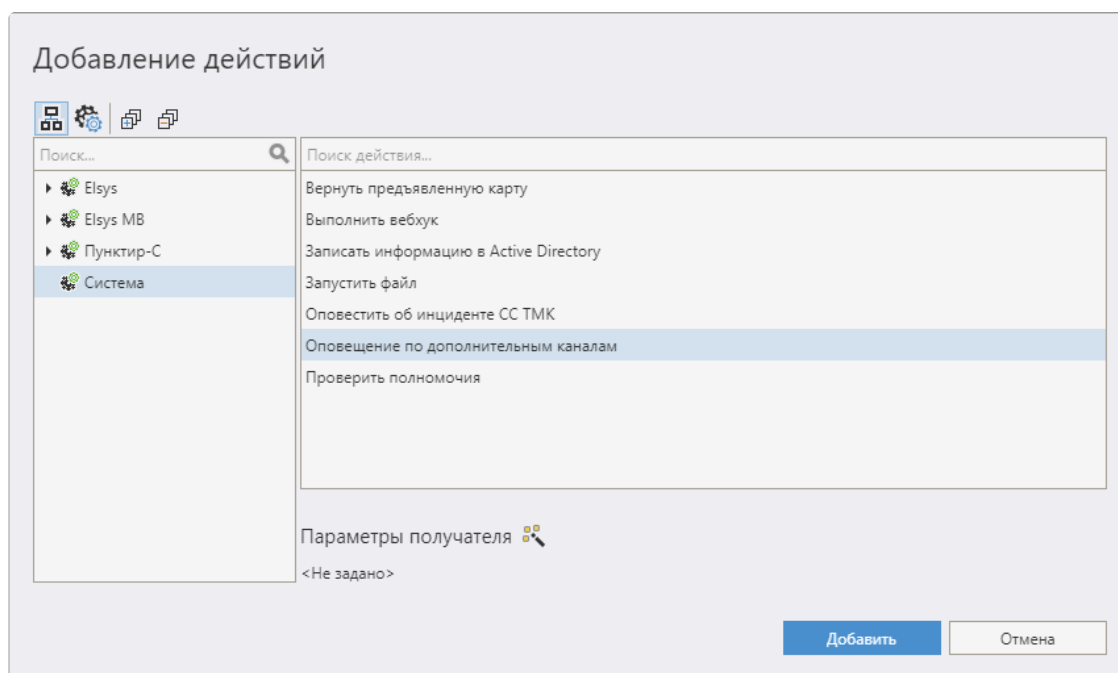 Добавление действий
Поиск...
Поиск действия...
Elsys
Elsys MB
Пунктир-С
Система
Вернуть предъявленную карту
Выполнить вебхук
Записать информацию в Active Directory
Запустить файл
Оповестить об инциденте СС ТМК
Оповещение по дополнительным каналам
Проверить полномочия
Параметры получателя
<Не задано>
Добавить
Отмена